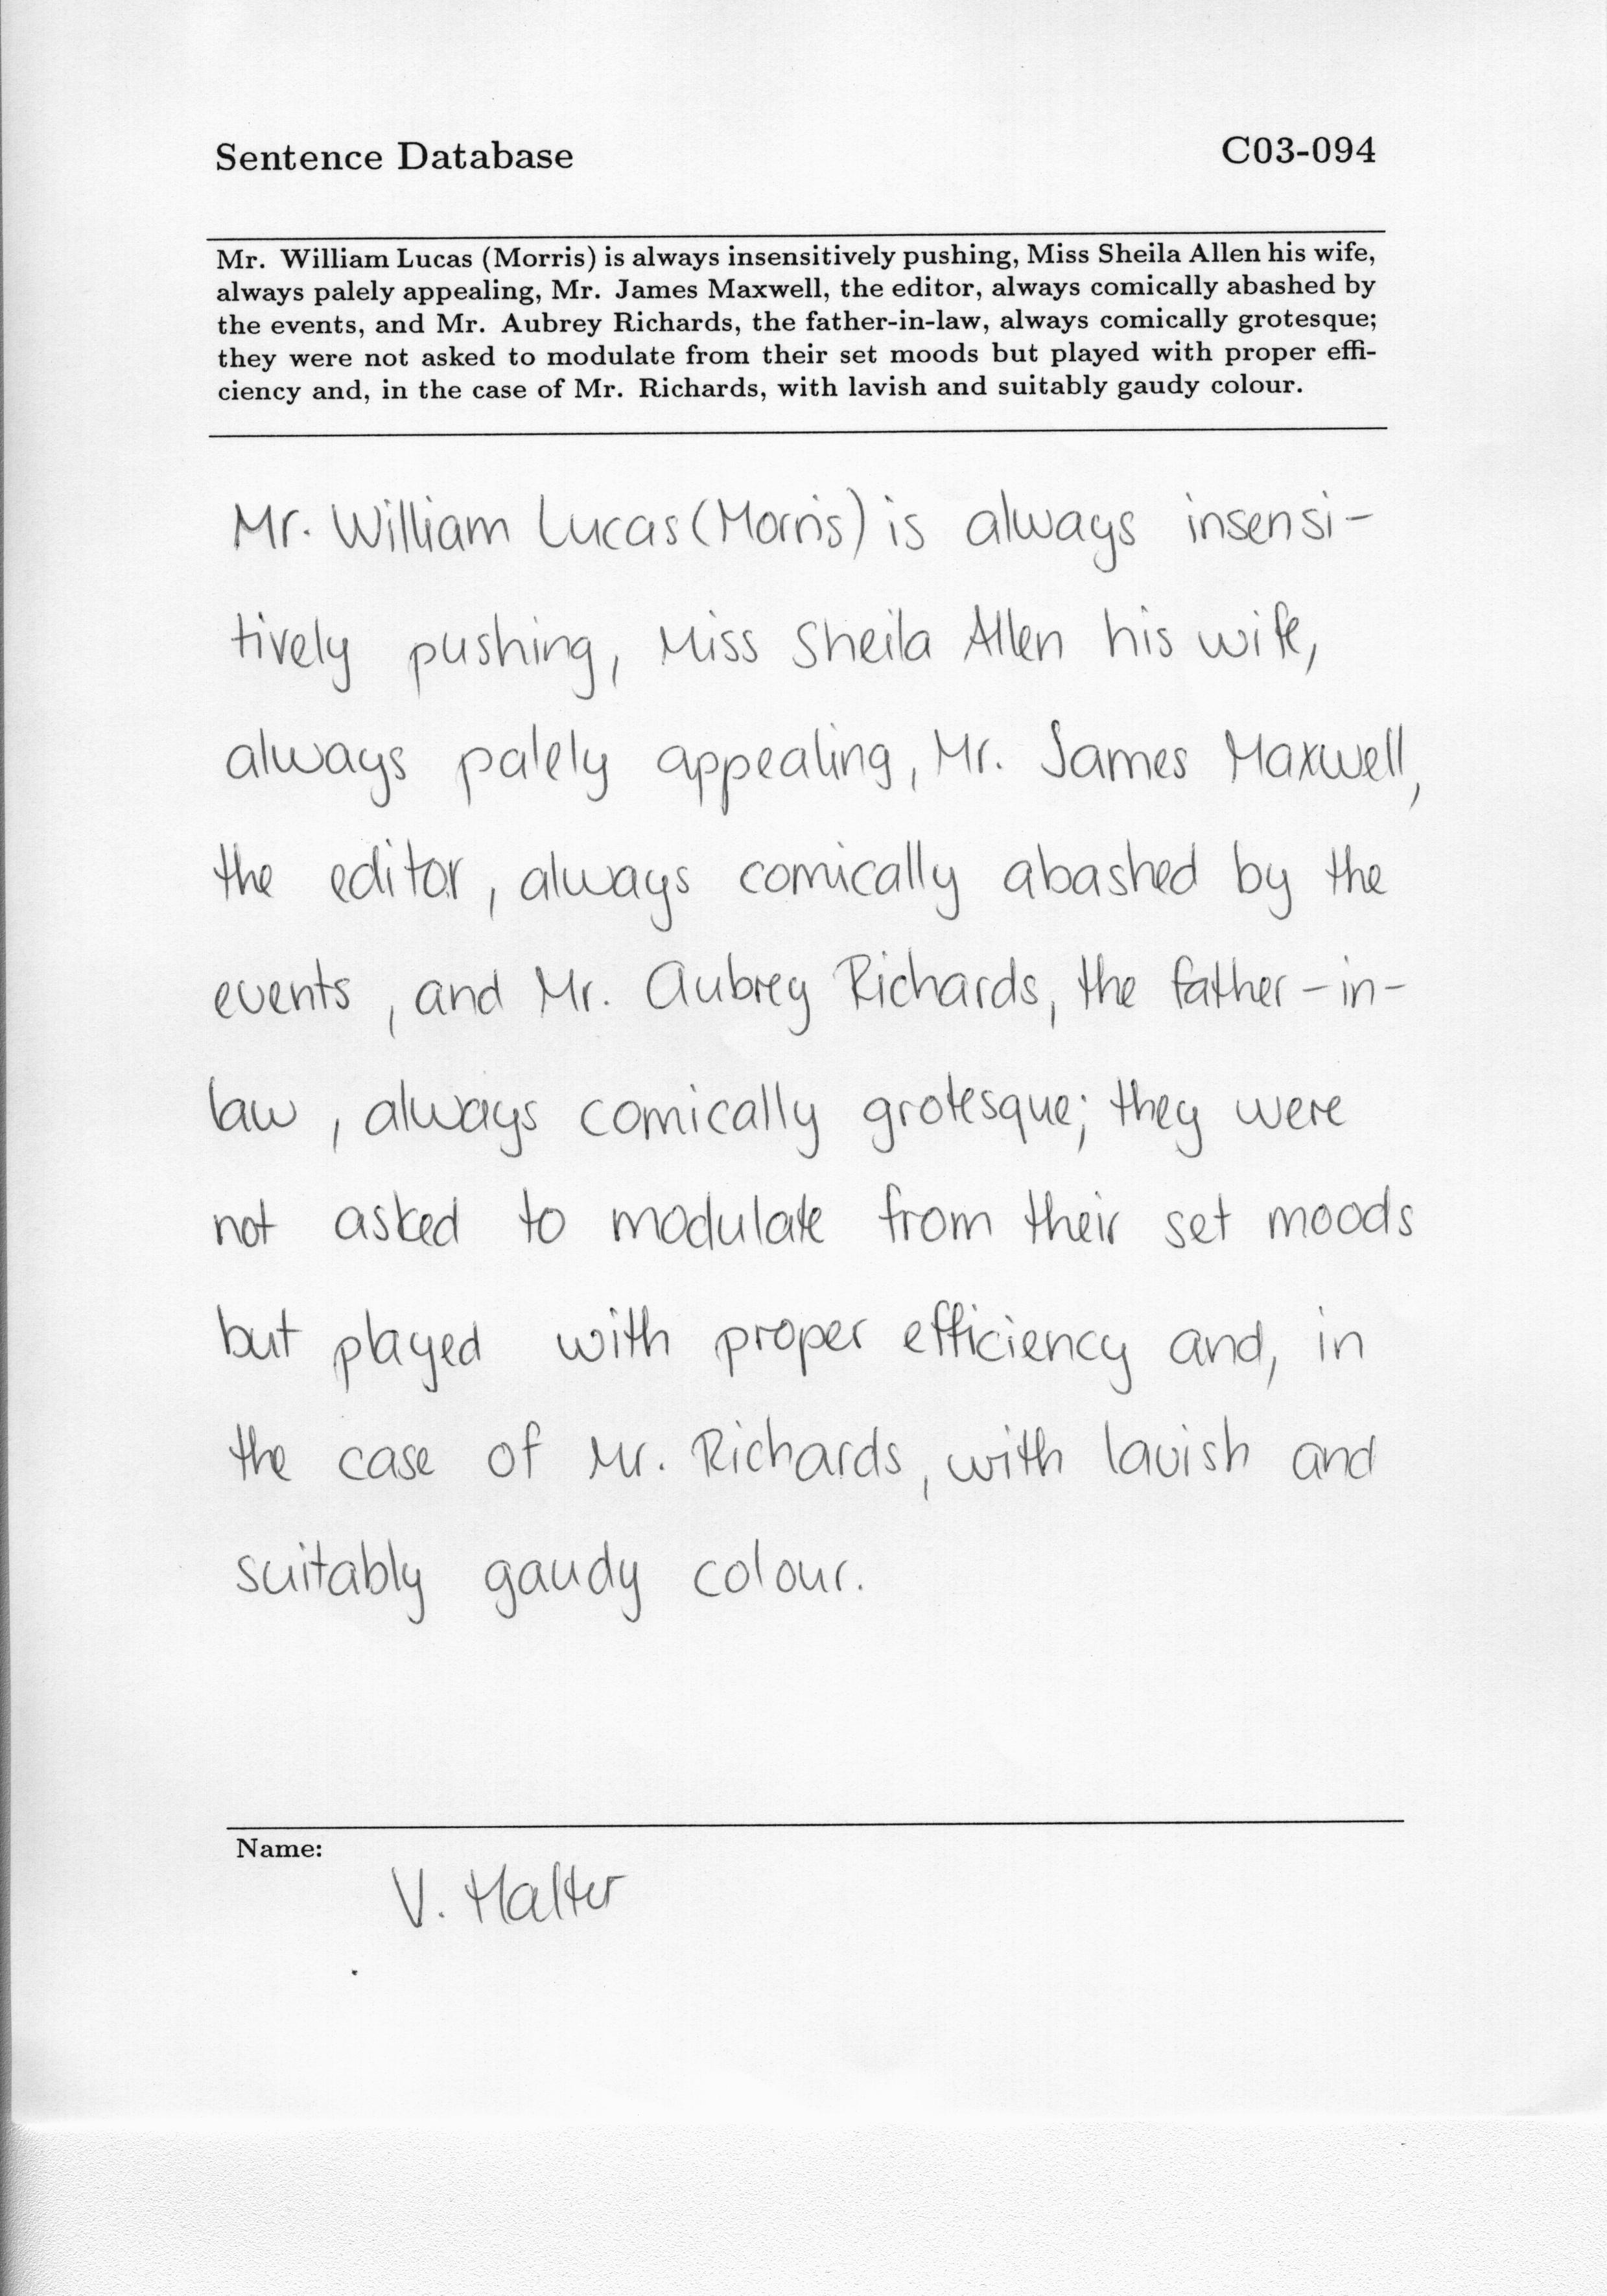 Sentence Database C03-094
Mr. William Lucas (Morris) is always insensitively pushing, Miss Sheila Allen his wife,
always palely appealing, Mr. James Maxwell, the editor, always comically abashed by
the events, and Mr. Aubrey Richards, the father-in-law, always comically grotesque;
they were not asked to modulate from their set moods but played with proper effi-
ciency and, in the case of Mr. Richards, with lavish and suitably gaudy colour.
Mr. William Lucas (Morris) is always insensi-
tively pushing, Miss Sheila Allen his wife,
always palely appealing, Mr. James Maxwell,
the editor, always comically abashed by the
events, and Mr. Aubrey Richards, the father-in-
law, always comically grotesque; they were
not asked to modulate from their set moods
but played with proper efficiency and, in
the case of Mr. Richards, with lavish and
suitably gaudy colour.
Name:
V. Malter